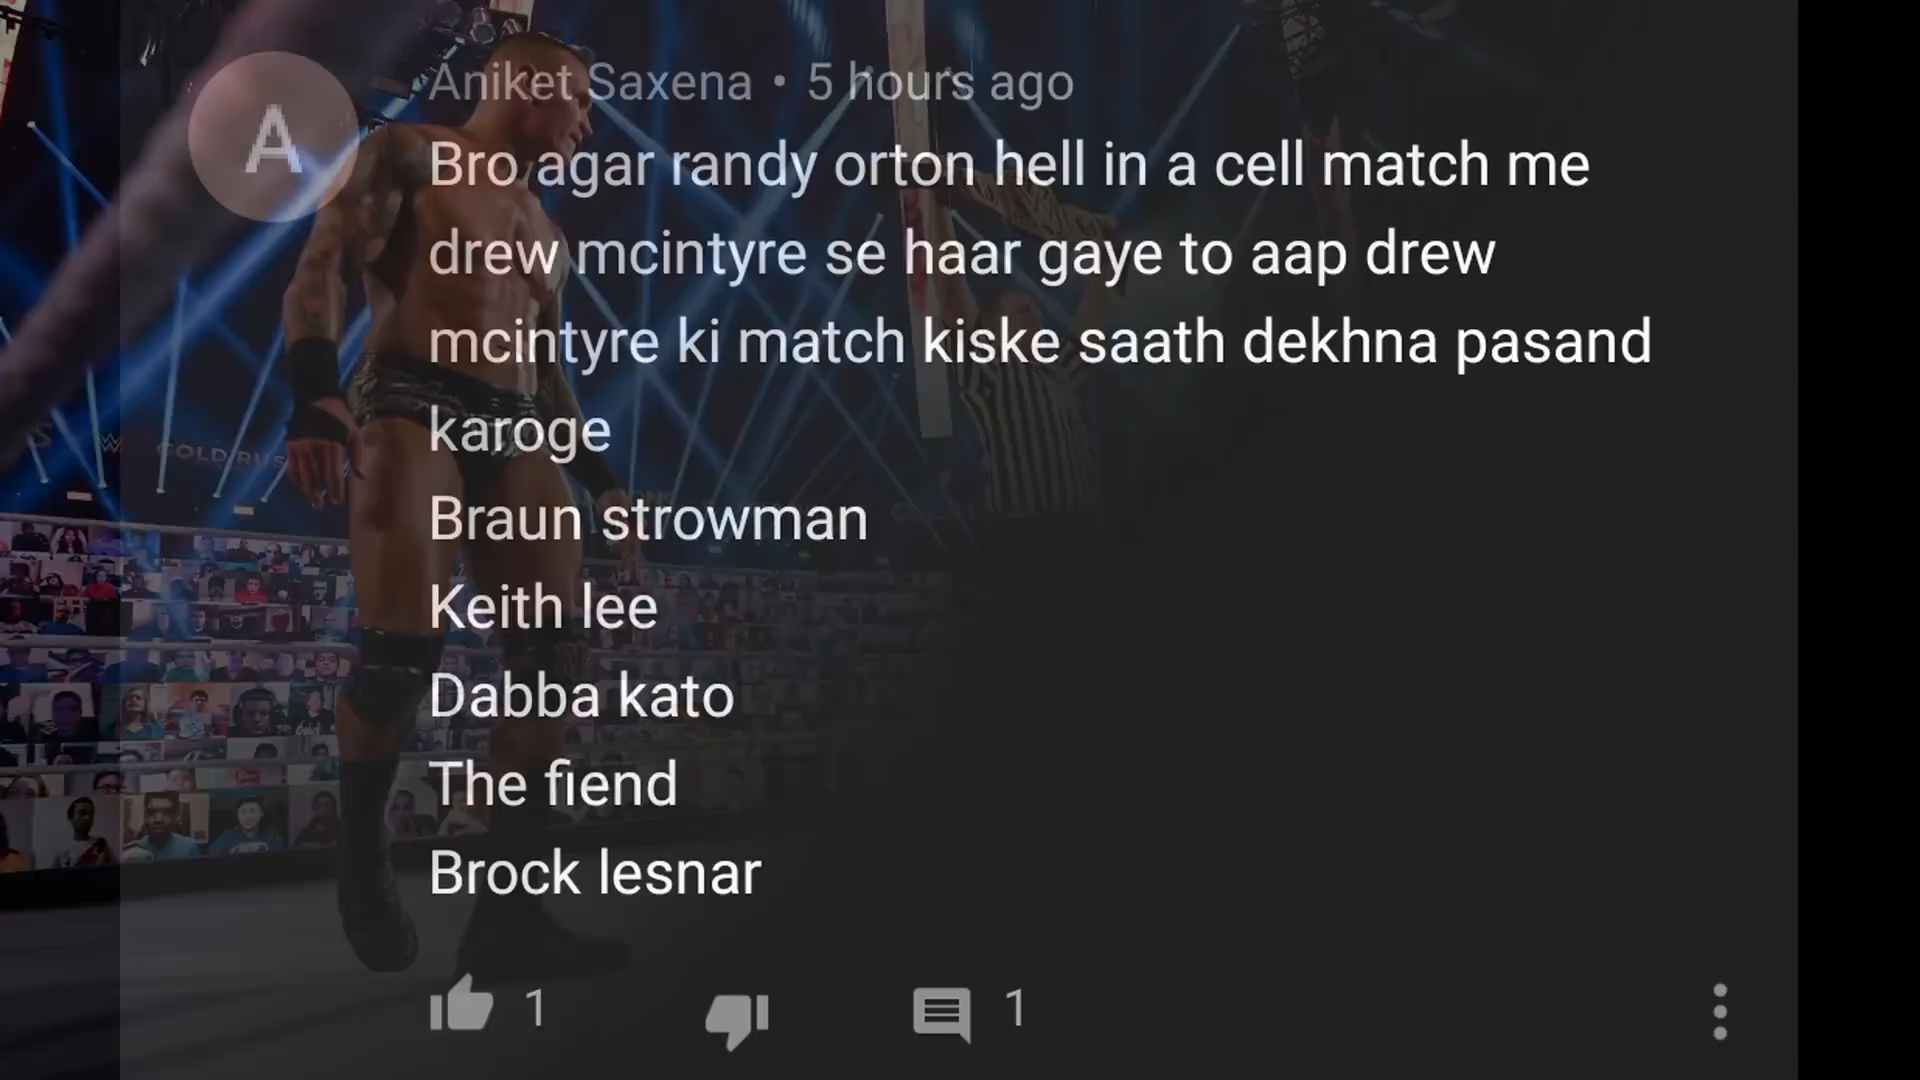 Aniket Saxena • 5 hours ago
A
Bro agar randy orton hell in a cell match me
drew mcintyre se haar gaye to aap drew
mcintyre ki match kiske saath dekhna pasand
karoge
Braun strowman
Keith lee
Dabba kato
The fiend
Brock lesnar
GOLD RUS
1
1